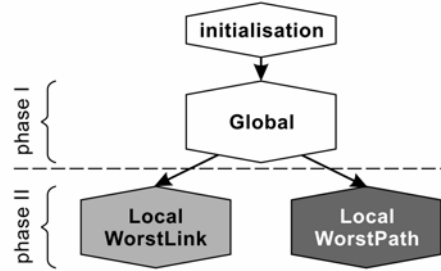 initialisation
phase I
Global
phase II
Local
WorstLink
Local
WorstPath